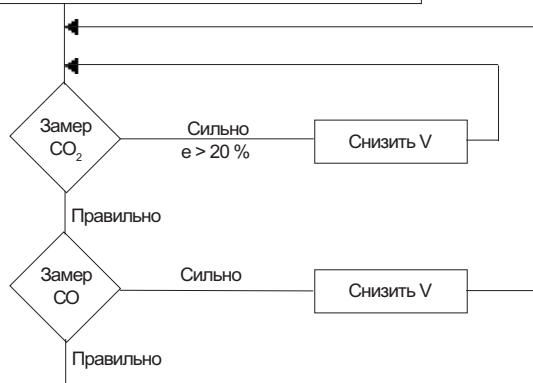 Замер
CO₂
Сильно
e > 20 %
Снизить V
Правильно
Замер
CO
Сильно
Снизить V
Правильно